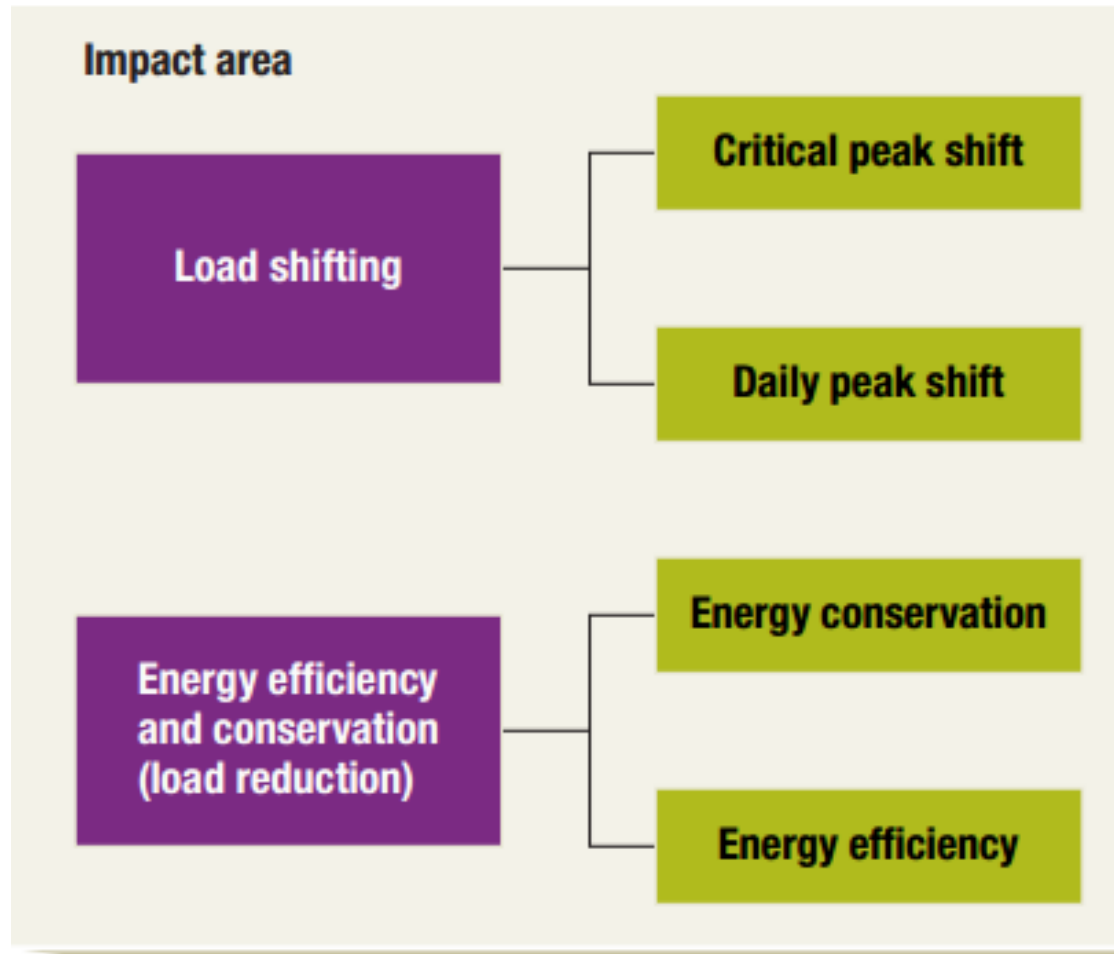 Impact area
Load shifting
Critical peak shift
Daily peak shift
Energy efficiency
and conservation
(load reduction)
Energy conservation
Energy efficiency